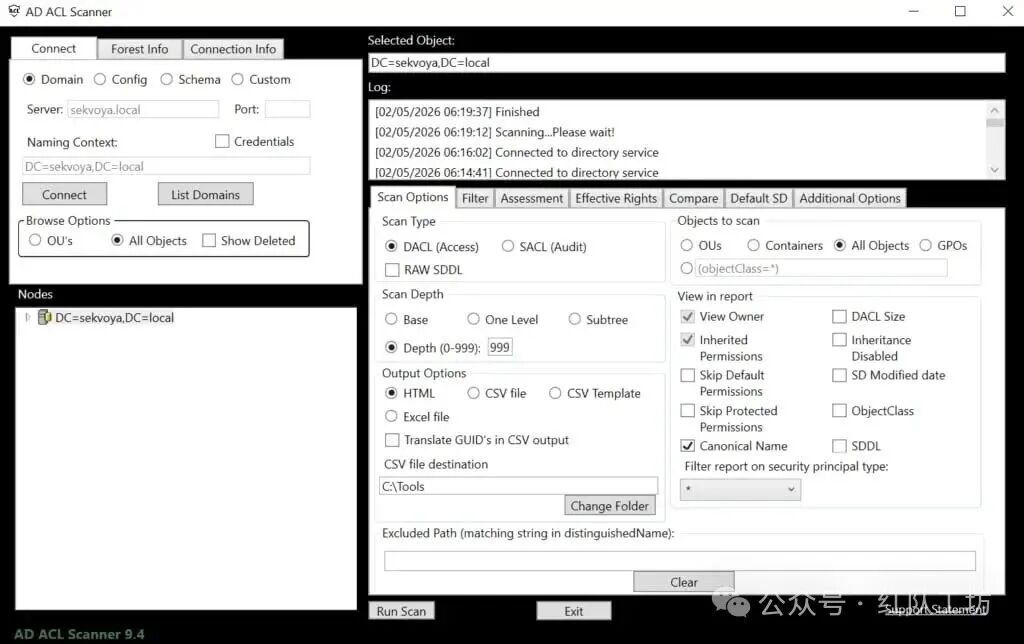 AD ACL Scanner
Connect Forest Info Connection Info
Domain Config Schema Custom
Server: sekvoya.local Port:
Naming Context: Credentials
DC=sekvoya,DC=local
Connect List Domains
Browse Options
OU's All Objects Show Deleted
Nodes
DC=sekvoya,DC=local
Selected Object:
DC=sekvoya,DC=local
Log:
[02/05/2026 06:19:37] Finished
[02/05/2026 06:19:12] Scanning...Please wait!
[02/05/2026 06:16:02] Connected to directory service
[02/05/2026 06:14:41] Connected to directory service
Scan Options Filter Assessment Effective Rights Compare Default SD Additional Options
Scan Type
DACL (Access) SACL (Audit)
RAW SDDL
Scan Depth
Base One Level Subtree
Depth (0-999): 999
Output Options
HTML CSV file CSV Template
Excel file
Translate GUID's in CSV output
CSV file destination
C:\Tools
Change Folder
Objects to scan
OUs Containers All Objects GPOs
(objectClass=*)
View in report
View Owner DACL Size
Inherited Permissions Inheritance Disabled
Skip Default Permissions SD Modified date
Skip Protected Permissions ObjectClass
Canonical Name SDDL
Filter report on security principal type:
*
Excluded Path (matching string in distinguishedName):
Clear
Run Scan Exit Support Statement
公众号 · 红队工坊
AD ACL Scanner 9.4